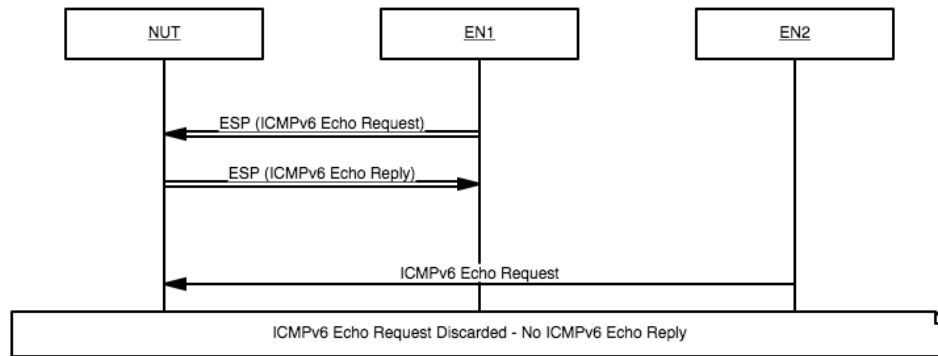 NUT EN1 EN2
ESP (ICMPv6 Echo Request)
ESP (ICMPv6 Echo Reply)
ICMPv6 Echo Request
ICMPv6 Echo Request Discarded - No ICMPv6 Echo Reply